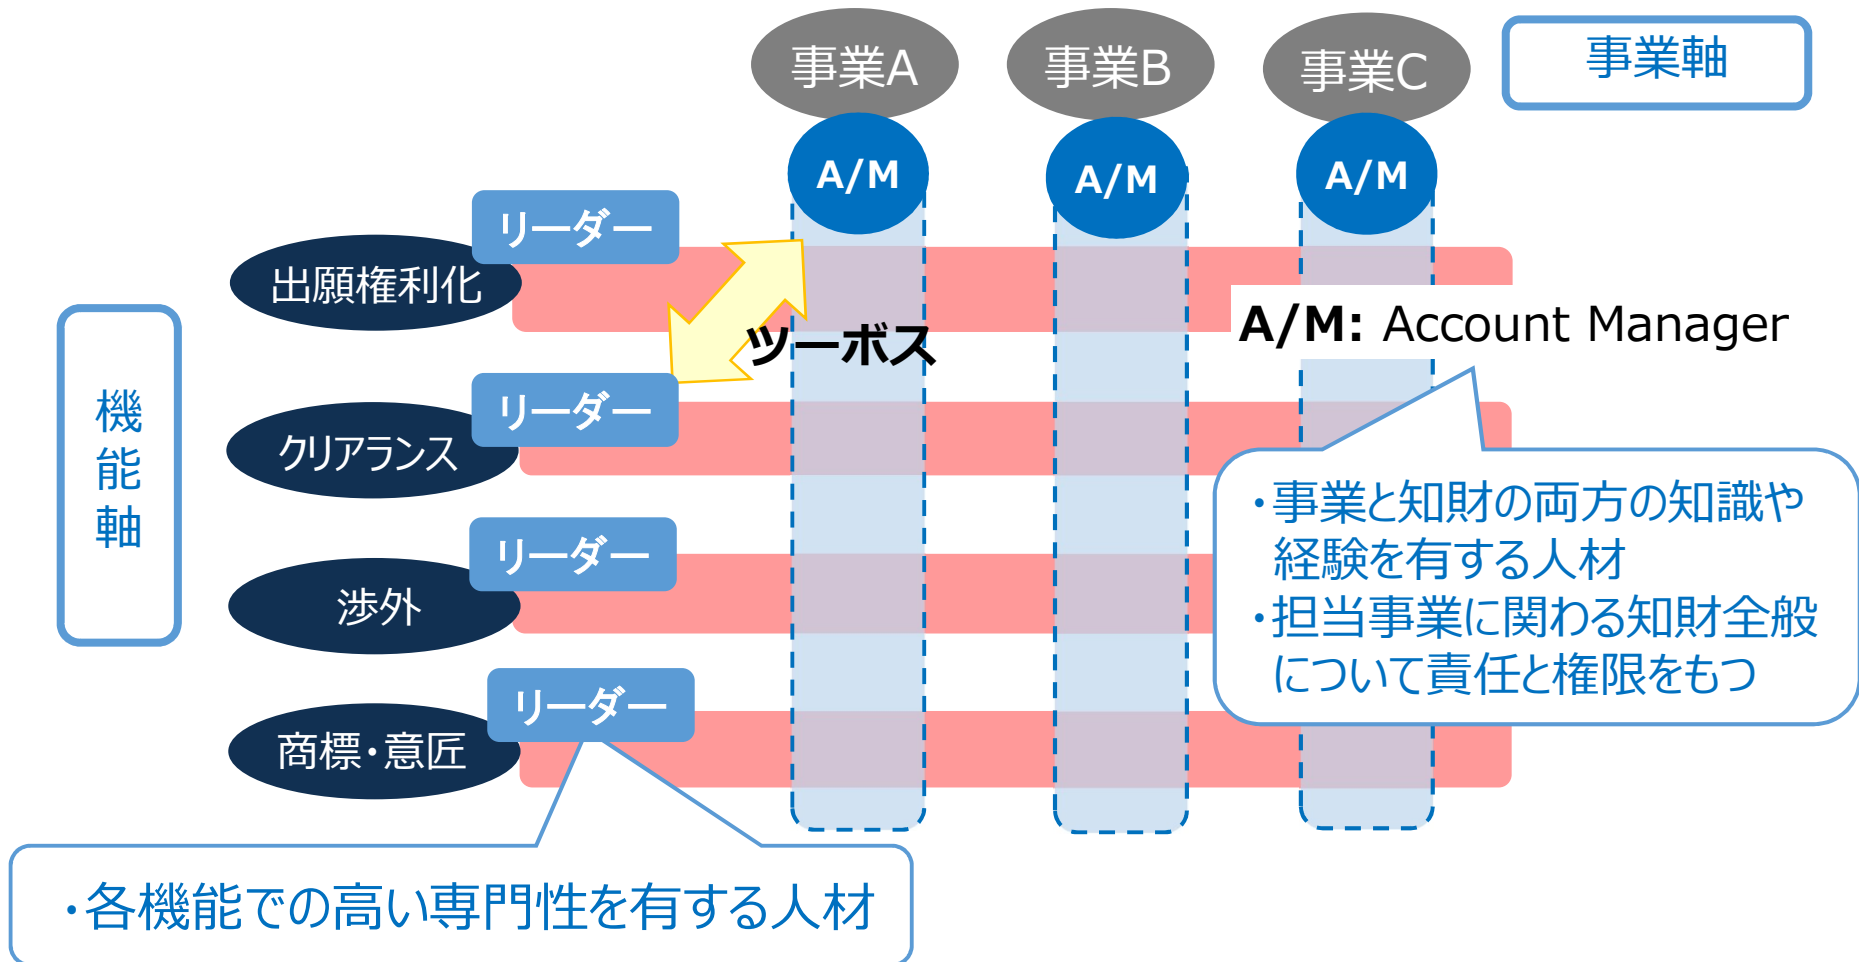 事業A
事業B
事業C
事業軸
A/M
A/M
A/M
リーダー
出願権利化
ツーボス
A/M: Account Manager
機能軸
リーダー
クリアランス
・事業と知財の両方の知識や
経験を有する人材
・担当事業に関わる知財全般
について責任と権限をもつ
リーダー
渉外
リーダー
商標・意匠
・各機能での高い専門性を有する人材